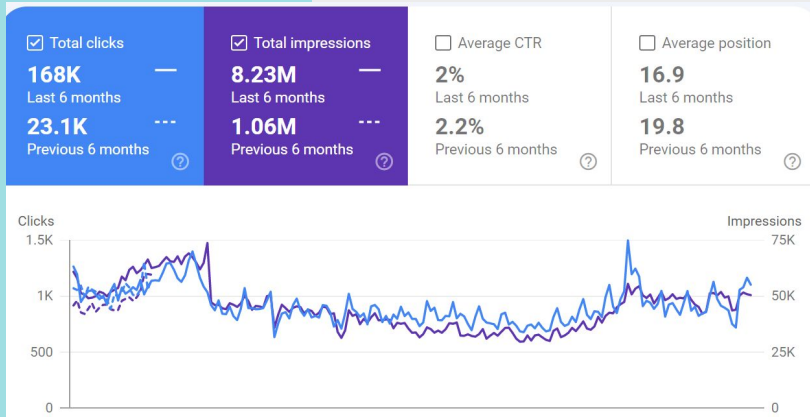 Total clicks
168K
Last 6 months
23.1K
Previous 6 months
Total impressions
8.23M
Last 6 months
1.06M
Previous 6 months
Average CTR
2%
Last 6 months
2.2%
Previous 6 months
Average position
16.9
Last 6 months
19.8
Previous 6 months
Clicks
Impressions
1.5K
75K
1K
50K
500
25K
0
0